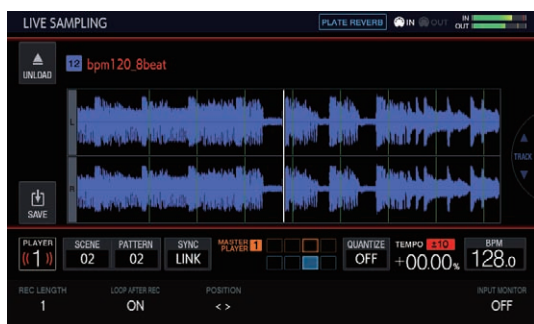 LIVE SAMPLING PLATE REVERB IN OUT IN OUT
UNLOAD 12 bpm120_8beat
L
TRACK
R
SAVE
PLAYER SCENE PATTERN SYNC MASTER PLAYER 1 QUANTIZE TEMPO ±10 BPM
1 02 02 LINK OFF +00.00% 128.0
REC LENGTH LOOP AFTER REC POSITION INPUT MONITOR
1 ON < > OFF